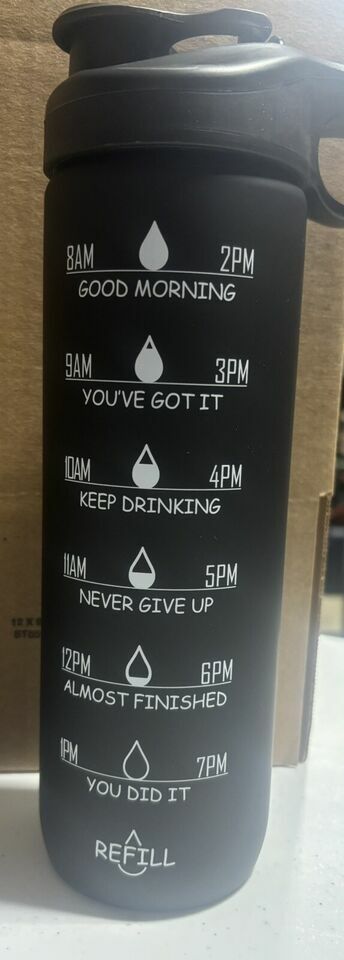 8AM 2PM
GOOD MORNING
9AM 3PM
YOU'VE GOT IT
10AM 4PM
KEEP DRINKING
11AM 5PM
NEVER GIVE UP
12PM 6PM
ALMOST FINISHED
1PM 7PM
YOU DID IT
REFILL